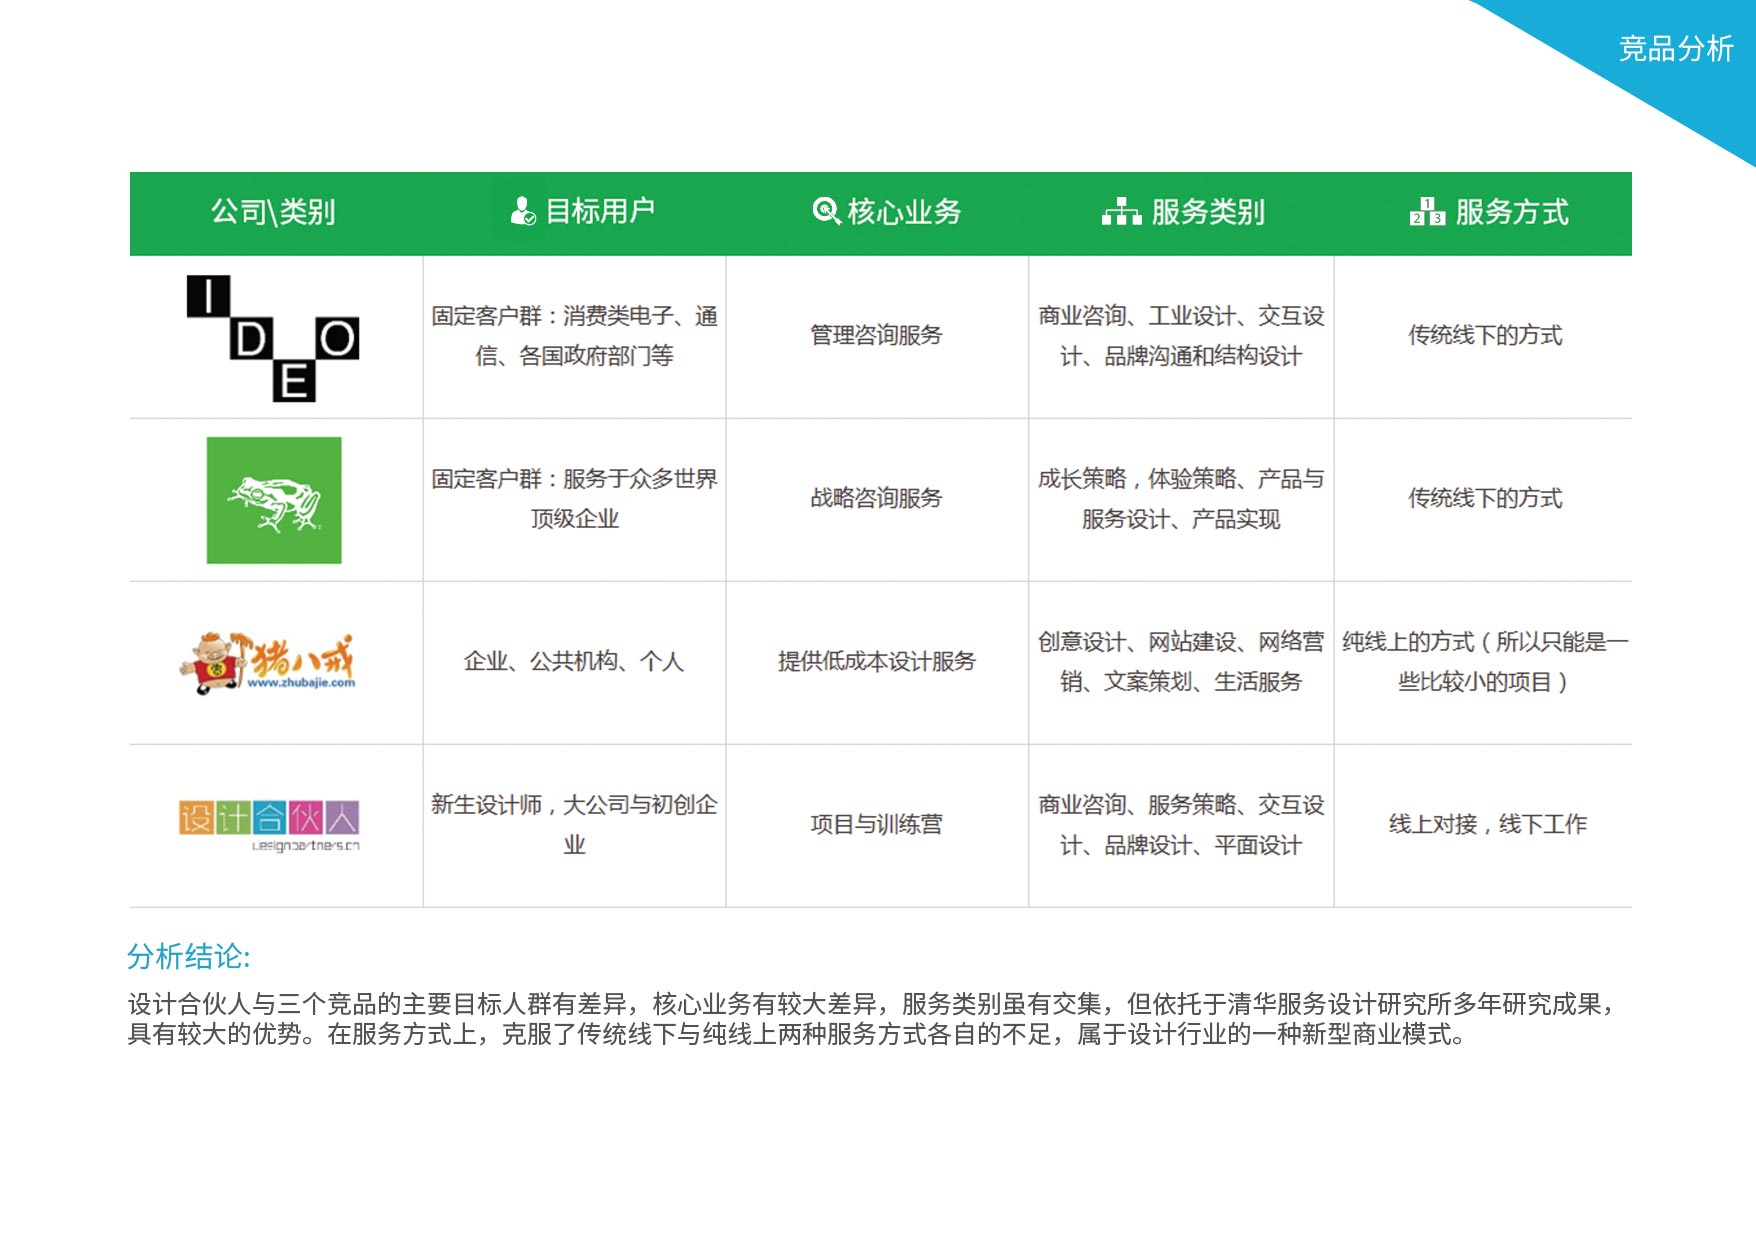 竞品分析
公司\类别
目标用户
核心业务
服务类别
1
2 3
服务方式
I
D
E
O
固定客户群：消费类电子、通
信、各国政府部门等
管理咨询服务
商业咨询、工业设计、交互设
计、品牌沟通和结构设计
传统线下的方式
固定客户群：服务于众多世界
顶级企业
战略咨询服务
成长策略，体验策略、产品与
服务设计、产品实现
传统线下的方式
猪八戒
www.zhubajie.com
企业、公共机构、个人
提供低成本设计服务
创意设计、网站建设、网络营
销、文案策划、生活服务
纯线上的方式（所以只能是一
些比较小的项目）
设计合伙人
Designpartners.cn
新生设计师，大公司与初创企
业
项目与训练营
商业咨询、服务策略、交互设
计、品牌设计、平面设计
线上对接，线下工作
分析结论:
设计合伙人与三个竞品的主要目标人群有差异，核心业务有较大差异，服务类别虽有交集，但依托于清华服务设计研究所多年研究成果，
具有较大的优势。在服务方式上，克服了传统线下与纯线上两种服务方式各自的不足，属于设计行业的一种新型商业模式。